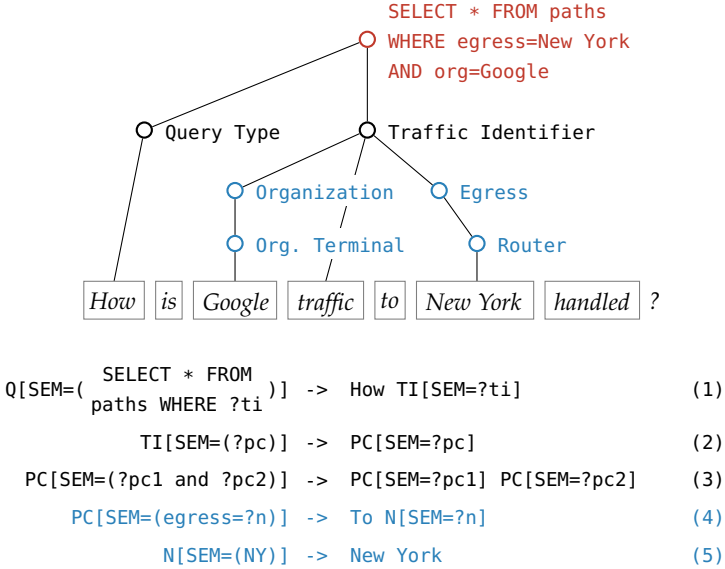 SELECT * FROM paths
WHERE egress=New York
AND org=Google
Query Type
Traffic Identifier
Organization
Egress
Org. Terminal
Router
How is Google traffic to New York handled ?
Q[SEM=( SELECT * FROM paths WHERE ?ti )] -> How TI[SEM=?ti] (1)
TI[SEM=(?pc)] -> PC[SEM=?pc] (2)
PC[SEM=(?pc1 and ?pc2)] -> PC[SEM=?pc1] PC[SEM=?pc2] (3)
PC[SEM=(egress=?n)] -> To N[SEM=?n] (4)
N[SEM=(NY)] -> New York (5)